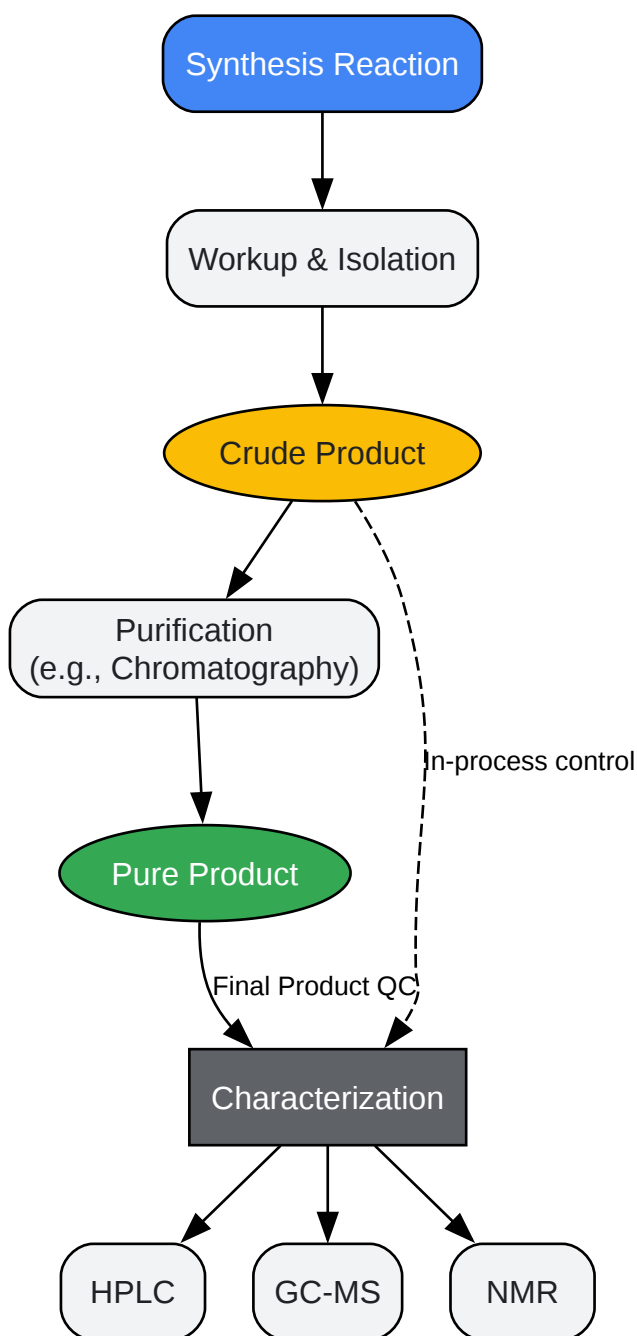 Synthesis Reaction
Workup & Isolation
Crude Product
Purification
(e.g., Chromatography)
In-process control
Pure Product
Final Product QC
Characterization
HPLC
GC-MS
NMR